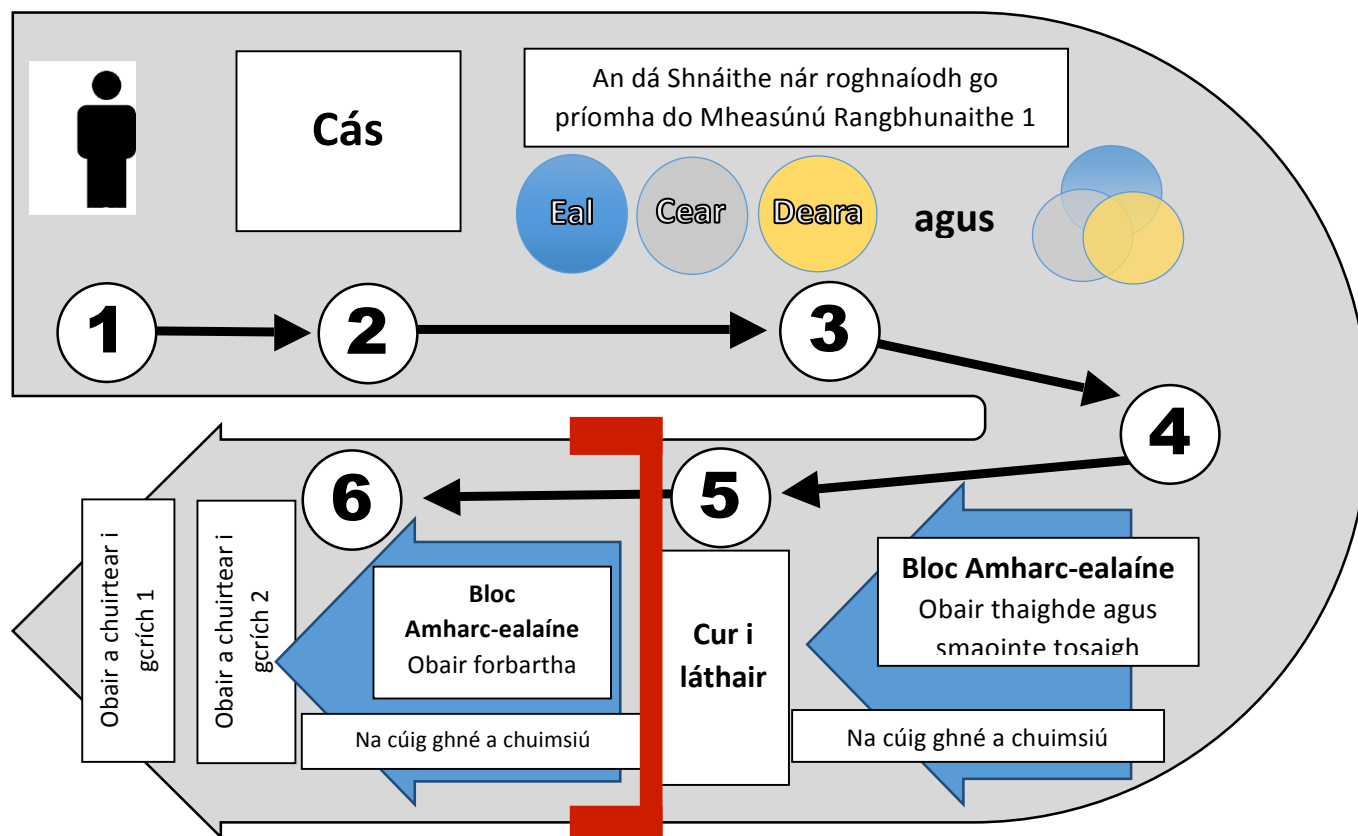 Cás
An dá Shnáithe nár roghnaíodh go
príomha do Mheasúnú Rangbhunaithe 1
Eal
Cear
Deara
agus
1
2
3
4
5
6
Bloc Amharc-ealaíne
Obair thaighde agus
smaointe tosaigh
Na cúig ghné a chuimsiú
Cur i
láthair
Bloc
Amharc-ealaíne
Obair forbartha
Na cúig ghné a chuimsiú
Obair a chuirtear i
gcrích 2
Obair a chuirtear i
gcrích 1